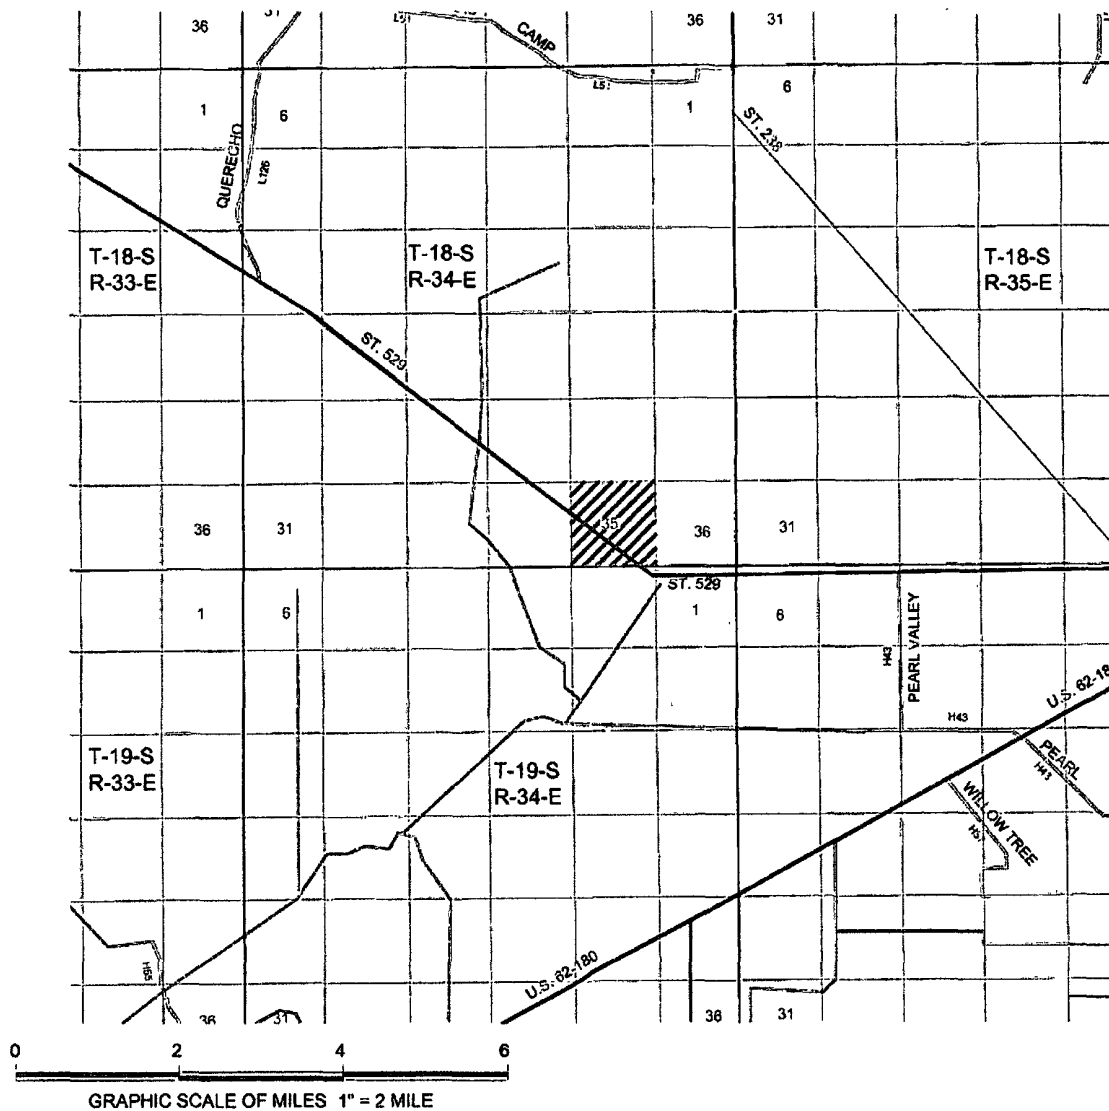 36
31
36
31
CAMP
L51
1
6
1
6
ST. 238
QUERECHO
L126
T-18-S
R-33-E
T-18-S
R-34-E
T-18-S
R-35-E
ST. 529
36
31
35
36
31
ST. 529
1
6
1
6
PEARL VALLEY
H43
U.S. 62-18
H43
PEARL
H43
T-19-S
R-33-E
T-19-S
R-34-E
WILLOW TREE
H51
U.S. 62-180
H55
36
31
36
31
0 2 4 6
GRAPHIC SCALE OF MILES 1" = 2 MILE